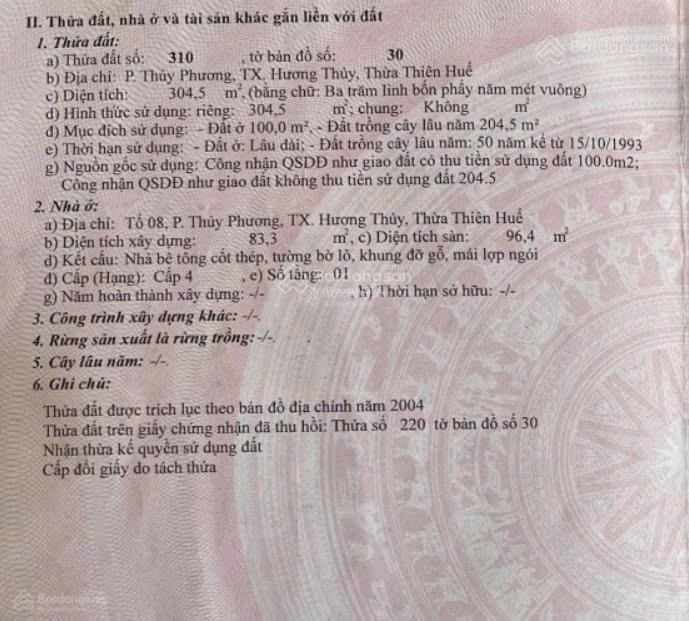 II. Thửa đất, nhà ở và tài sản khác gắn liền với đất
1. Thửa đất:
a) Thửa đất số: 310 , tờ bản đồ số: 30
b) Địa chỉ: P. Thủy Phương, TX. Hương Thủy, Thừa Thiên Huế
c) Diện tích: 304,5 m², (bằng chữ: Ba trăm linh bốn phẩy năm mét vuông)
d) Hình thức sử dụng: riêng: 304,5 m²; chung: Không m²
đ) Mục đích sử dụng: - Đất ở 100,0 m², - Đất trồng cây lâu năm 204,5 m²
e) Thời hạn sử dụng: - Đất ở: Lâu dài; - Đất trồng cây lâu năm: 50 năm kể từ 15/10/1993
g) Nguồn gốc sử dụng: Công nhận QSDĐ như giao đất có thu tiền sử dụng đất 100.0m2;
Công nhận QSDĐ như giao đất không thu tiền sử dụng đất 204.5
2. Nhà ở:
a) Địa chỉ: Tổ 08, P. Thủy Phương, TX. Hương Thủy, Thừa Thiên Huế
b) Diện tích xây dựng: 83,3 m², c) Diện tích sàn: 96,4 m²
d) Kết cấu: Nhà bê tông cốt thép, tường bờ lô, khung đỡ gỗ, mái lợp ngói
đ) Cấp (Hạng): Cấp 4 , e) Số tầng: 01
g) Năm hoàn thành xây dựng: -/- , h) Thời hạn sở hữu: -/-
3. Công trình xây dựng khác: -/-.
4. Rừng sản xuất là rừng trồng: -/-.
5. Cây lâu năm: -/-.
6. Ghi chú:
Thửa đất được trích lục theo bản đồ địa chính năm 2004
Thửa đất trên giấy chứng nhận đã thu hồi: Thửa số 220 tờ bản đồ số 30
Nhận thừa kế quyền sử dụng đất
Cấp đổi giấy do tách thửa
Batdongsan